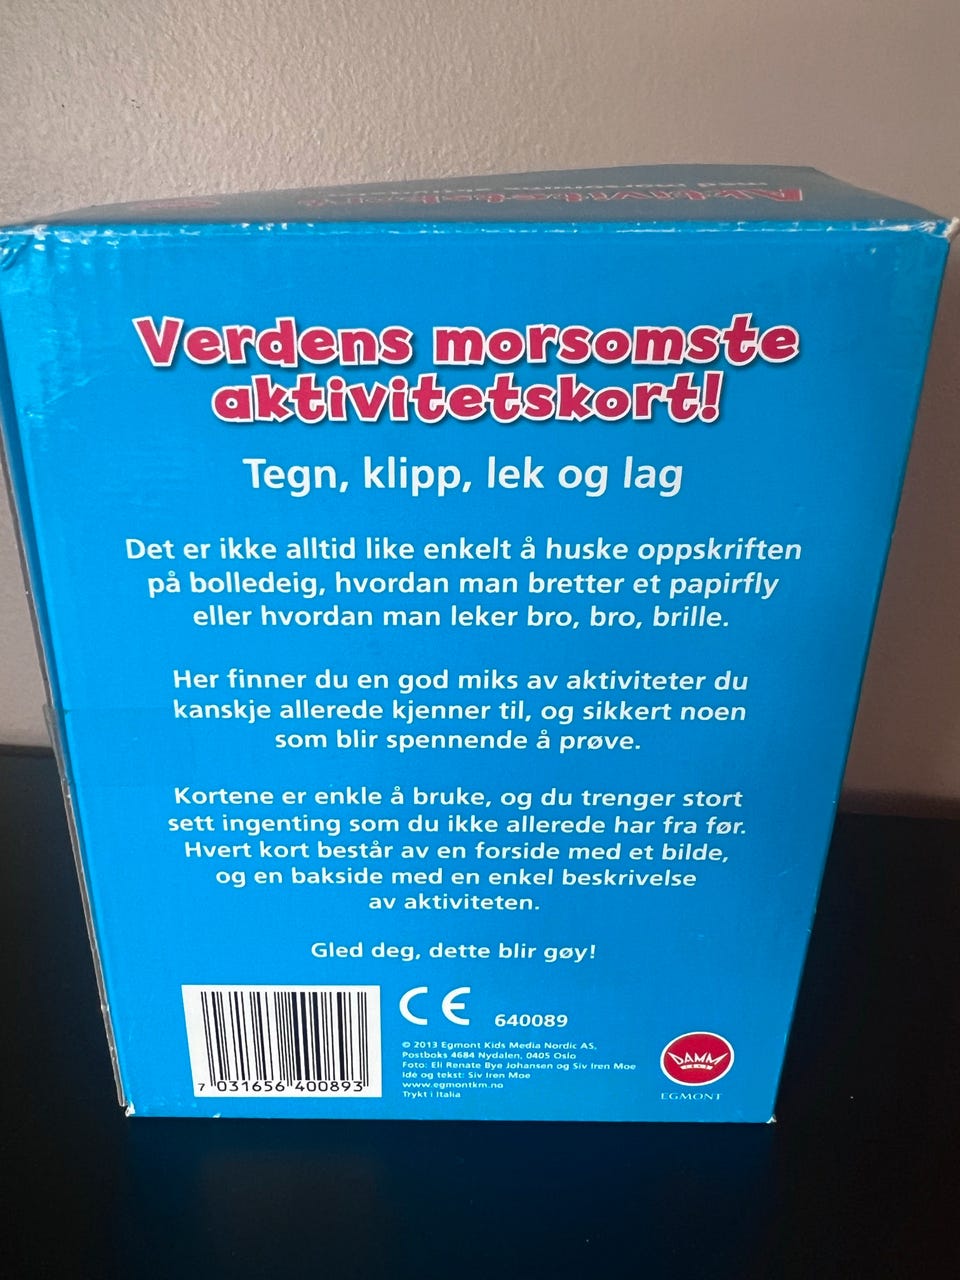 Aktivitetskort
Verdens morsomste
aktivitetskort!
Tegn, klipp, lek og lag
Det er ikke alltid like enkelt å huske oppskriften
på bolledeig, hvordan man bretter et papirfly
eller hvordan man leker bro, bro, brille.
Her finner du en god miks av aktiviteter du
kanskje allerede kjenner til, og sikkert noen
som blir spennende å prøve.
Kortene er enkle å bruke, og du trenger stort
sett ingenting som du ikke allerede har fra før.
Hvert kort består av en forside med et bilde,
og en bakside med en enkel beskrivelse
av aktiviteten.
Gled deg, dette blir gøy!
CE 640089
© 2013 Egmont Kids Media Nordic AS,
Postboks 4684 Nydalen, 0405 Oslo
Foto: Eli Renate Bye Johansen og Siv Iren Moe
Idé og tekst: Siv Iren Moe
www.egmontkm.no
Trykt i Italia
7 031656 400893
DAMM
EGMONT